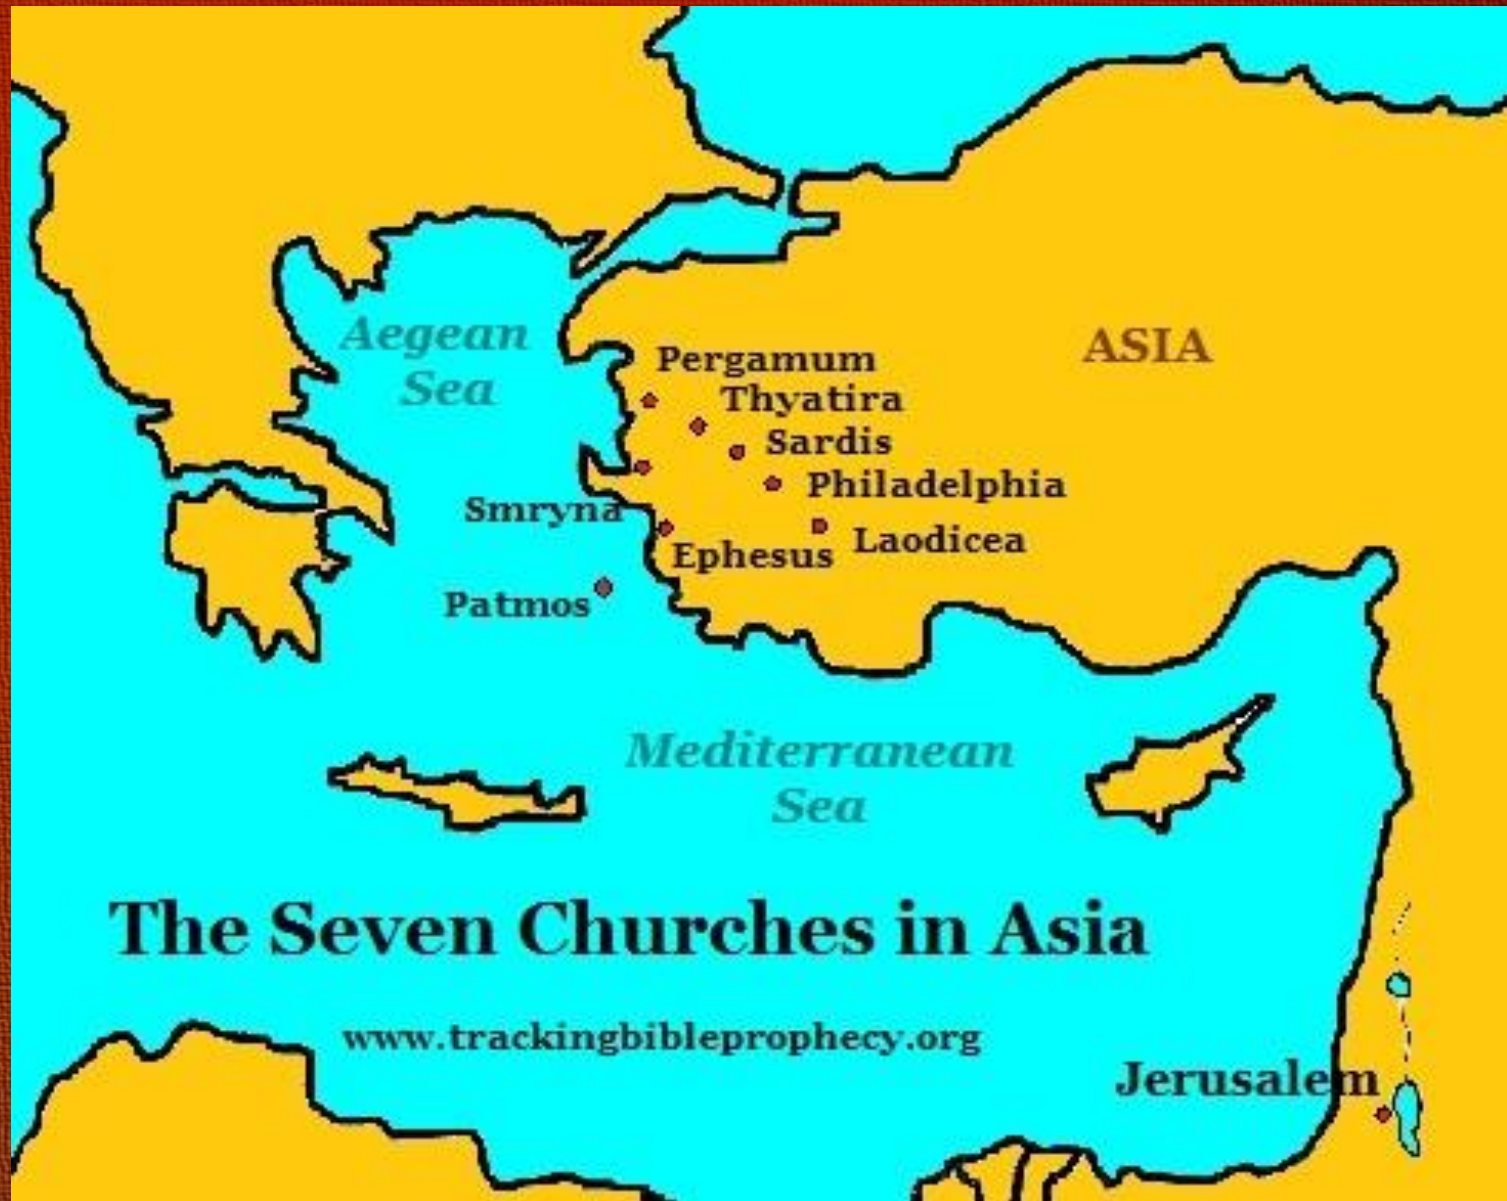 Aegean
Sea
ASIA
Pergamum
Thyatira
Sardis
Philadelphia
Smryna
Laodicea
Ephesus
Patmos
Mediterranean
Sea
The Seven Churches in Asia
www.trackingbibleprophecy.org
Jerusalem